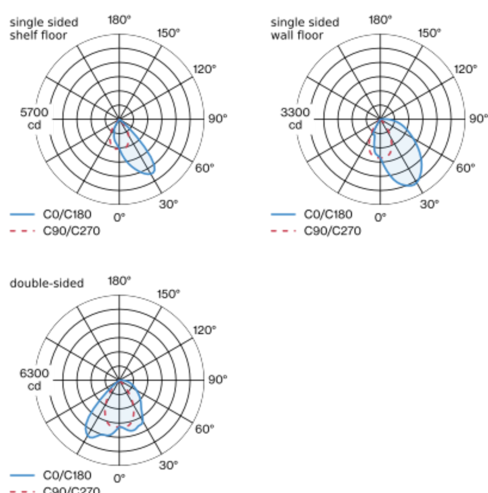 single sided
shelf floor
180°
150°
120°
90°
60°
30°
0°
5700
cd
C0/C180
C90/C270
single sided
wall floor
180°
150°
120°
90°
60°
30°
0°
3300
cd
C0/C180
C90/C270
double-sided
180°
150°
120°
90°
60°
30°
0°
6300
cd
C0/C180
C90/C270